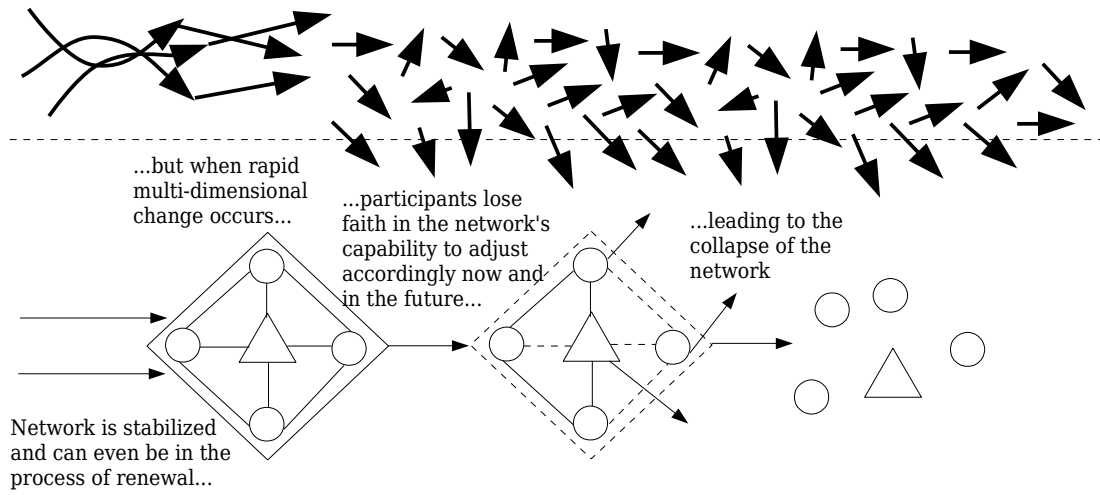 ...but when rapid
multi-dimensional
change occurs...
...participants lose
faith in the network's
capability to adjust
accordingly now and
in the future...
...leading to the
collapse of the
network
Network is stabilized
and can even be in the
process of renewal...